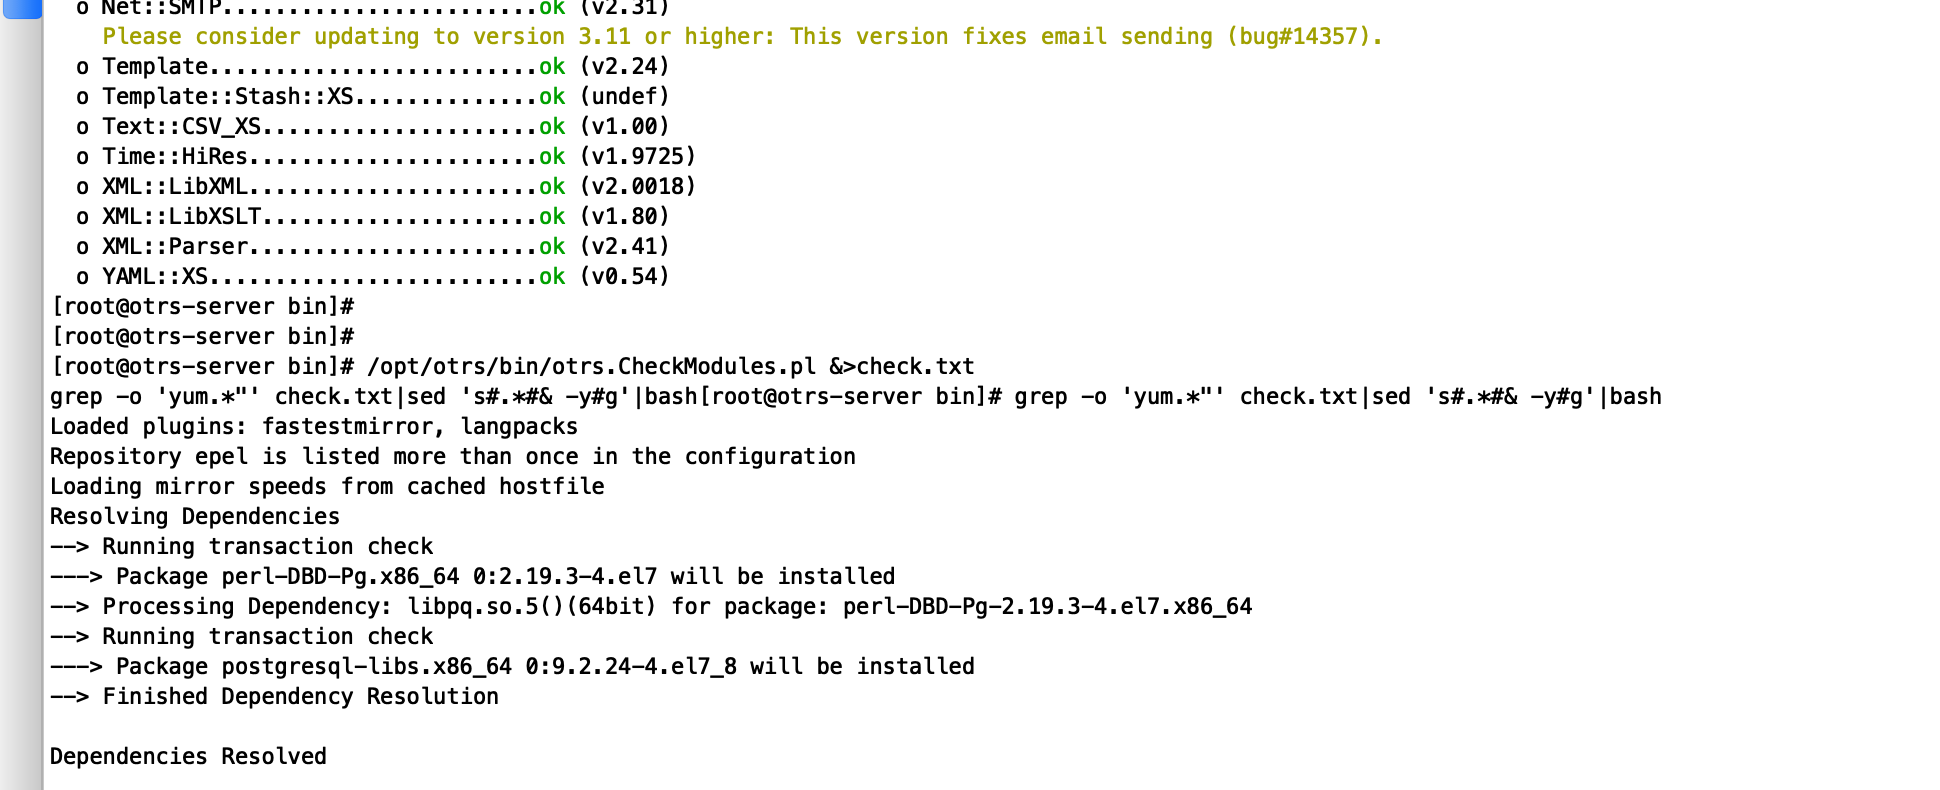 o Net::SMTP........................ok (v2.31)
Please consider updating to version 3.11 or higher: This version fixes email sending (bug#14357).
o Template.........................ok (v2.24)
o Template::Stash::XS..............ok (undef)
o Text::CSV_XS.....................ok (v1.00)
o Time::HiRes......................ok (v1.9725)
o XML::LibXML......................ok (v2.0018)
o XML::LibXSLT.....................ok (v1.80)
o XML::Parser......................ok (v2.41)
o YAML::XS.........................ok (v0.54)
[root@otrs-server bin]#
[root@otrs-server bin]#
[root@otrs-server bin]# /opt/otrs/bin/otrs.CheckModules.pl &>check.txt
grep -o 'yum.*"' check.txt|sed 's#.*#& -y#g'|bash[root@otrs-server bin]# grep -o 'yum.*"' check.txt|sed 's#.*#& -y#g'|bash
Loaded plugins: fastestmirror, langpacks
Repository epel is listed more than once in the configuration
Loading mirror speeds from cached hostfile
Resolving Dependencies
--> Running transaction check
---> Package perl-DBD-Pg.x86_64 0:2.19.3-4.el7 will be installed
--> Processing Dependency: libpq.so.5()(64bit) for package: perl-DBD-Pg-2.19.3-4.el7.x86_64
--> Running transaction check
---> Package postgresql-libs.x86_64 0:9.2.24-4.el7_8 will be installed
--> Finished Dependency Resolution
Dependencies Resolved